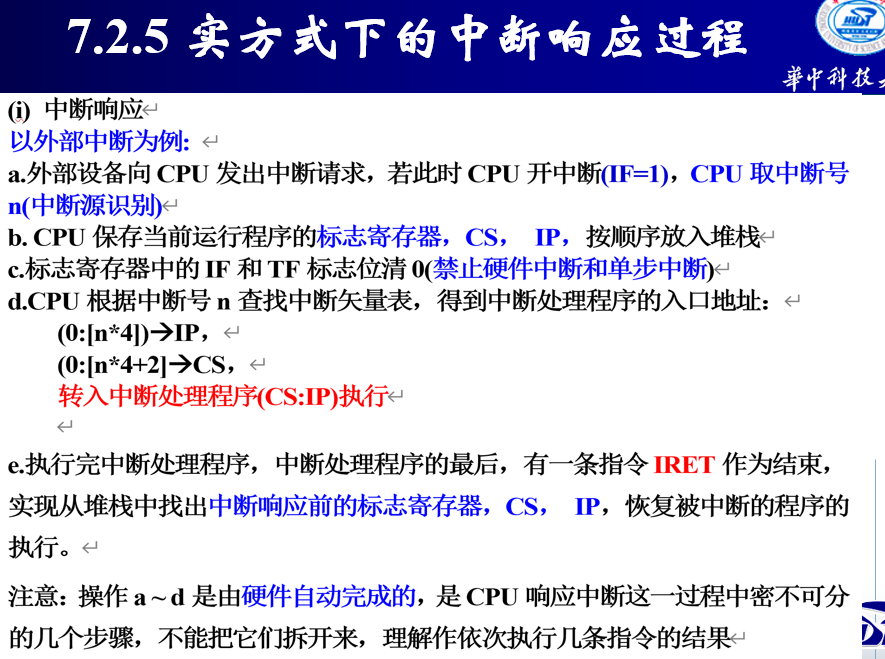 7.2.5 实方式下的中断响应过程
華中科技
(i) 中断响应↵
以外部中断为例: ↵
a.外部设备向 CPU 发出中断请求，若此时 CPU 开中断(IF=1)，CPU 取中断号
n(中断源识别)↵
b. CPU 保存当前运行程序的标志寄存器，CS， IP，按顺序放入堆栈↵
c.标志寄存器中的 IF 和 TF 标志位清 0(禁止硬件中断和单步中断)↵
d.CPU 根据中断号 n 查找中断矢量表，得到中断处理程序的入口地址：↵
(0:[n*4])→IP，↵
(0:[n*4+2]→CS，↵
转入中断处理程序(CS:IP)执行↵
↵
e.执行完中断处理程序，中断处理程序的最后，有一条指令 IRET 作为结束，
实现从堆栈中找出中断响应前的标志寄存器，CS， IP，恢复被中断的程序的
执行。↵
注意：操作 a ~ d 是由硬件自动完成的，是 CPU 响应中断这一过程中密不可分
的几个步骤，不能把它们拆开来，理解作依次执行几条指令的结果↵